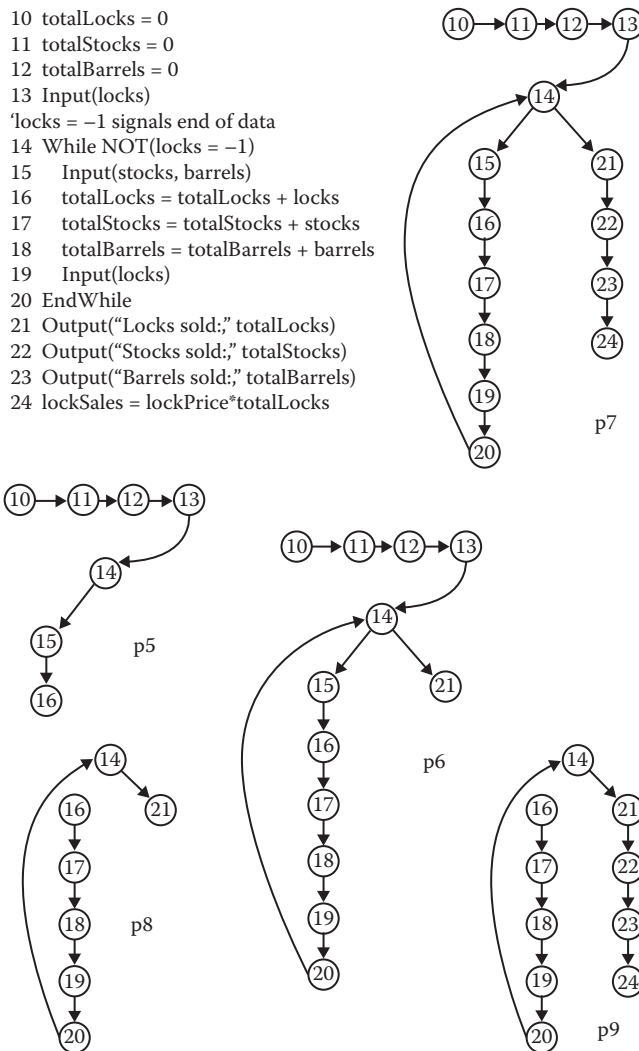 10 totalLocks = 0
11 totalStocks = 0
12 totalBarrels = 0
13 Input(locks)
‘locks = −1 signals end of data
14 While NOT(locks = −1)
15 Input(stocks, barrels)
16 totalLocks = totalLocks + locks
17 totalStocks = totalStocks + stocks
18 totalBarrels = totalBarrels + barrels
19 Input(locks)
20 EndWhile
21 Output(“Locks sold:,” totalLocks)
22 Output(“Stocks sold:,” totalStocks)
23 Output(“Barrels sold:,” totalBarrels)
24 lockSales = lockPrice*totalLocks
10 11 12 13
14
15 21
16 22
17 23
18 24
19
20
p7
10 11 12 13
14
15
16
p5
10 11 12 13
14
15 21
16
17
18
19
20
p6
14
16 21
17
18
19
20
p8
14
16 21
17 22
18 23
19 24
20
p9